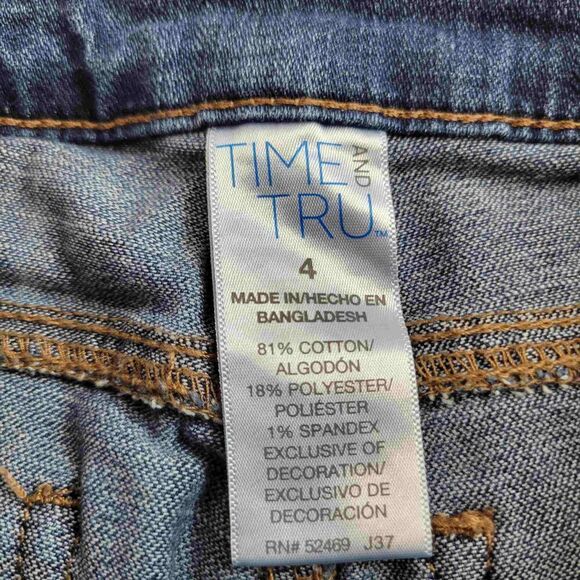 TIME AND
TRU™
4
MADE IN/HECHO EN
BANGLADESH
81% COTTON/
ALGODÓN
18% POLYESTER/
POLIÉSTER
1% SPANDEX
EXCLUSIVE OF
DECORATION/
EXCLUSIVO DE
DECORACIÓN
RN# 52469 J37